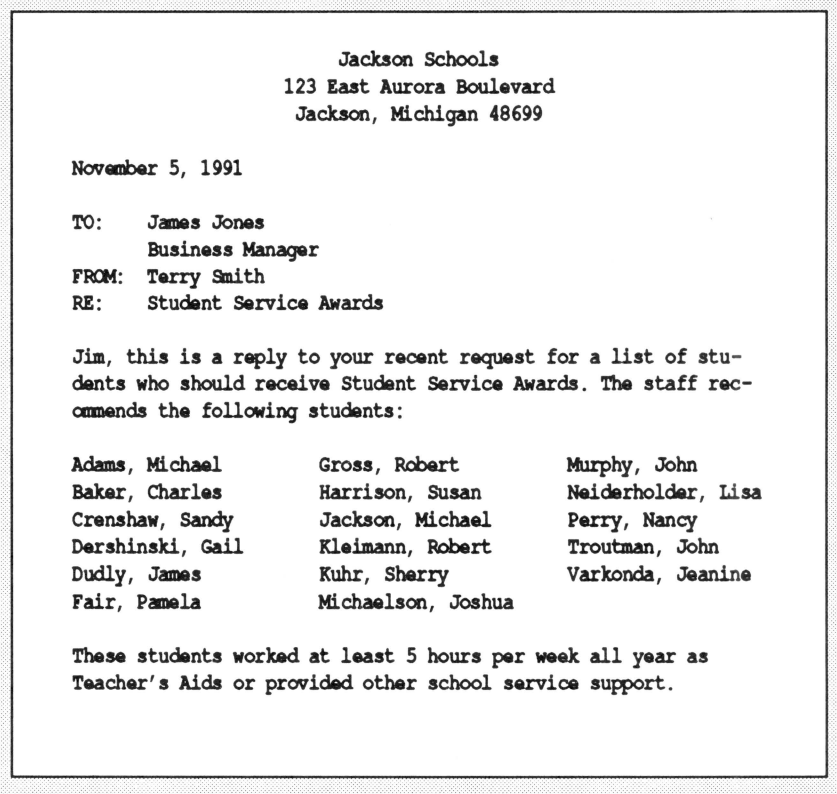 Jackson Schools
123 East Aurora Boulevard
Jackson, Michigan 48699
November 5, 1991
TO: James Jones
Business Manager
FROM: Terry Smith
RE: Student Service Awards
Jim, this is a reply to your recent request for a list of stu-
dents who should receive Student Service Awards. The staff rec-
ommends the following students:
Adams, Michael Gross, Robert Murphy, John
Baker, Charles Harrison, Susan Neiderholder, Lisa
Crenshaw, Sandy Jackson, Michael Perry, Nancy
Dershinski, Gail Kleimann, Robert Troutman, John
Dudly, James Kuhr, Sherry Varkonda, Jeanine
Fair, Pamela Michaelson, Joshua
These students worked at least 5 hours per week all year as
Teacher's Aids or provided other school service support.